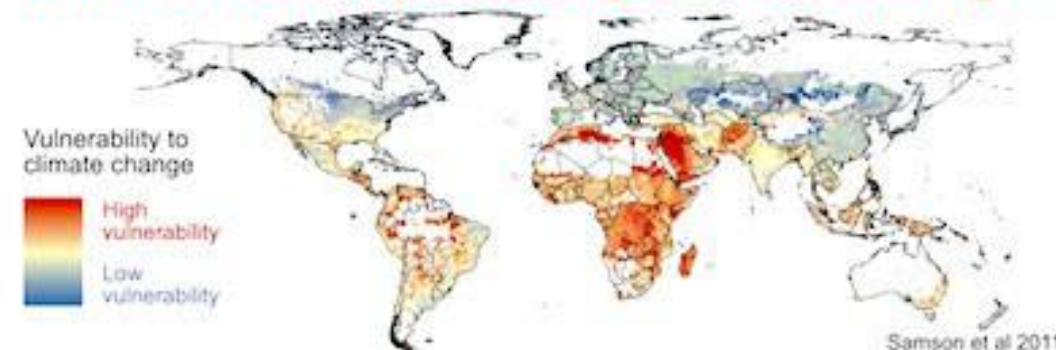 Vulnerability to
climate change
High
vulnerability
Low
vulnerability
Samson et al 2011